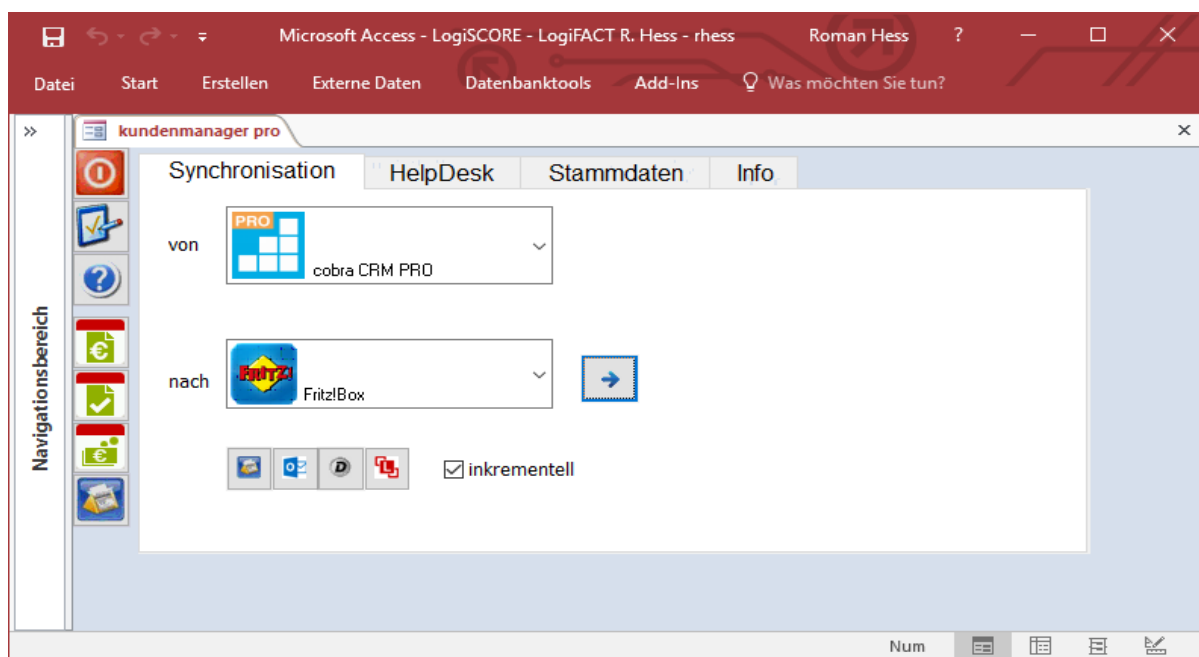 Microsoft Access - LogiSCORE - LogiFACT R. Hess - rhess Roman Hess ?
Datei Start Erstellen Externe Daten Datenbanktools Add-Ins Was möchten Sie tun?
kundenmanager pro
Synchronisation HelpDesk Stammdaten Info
von PRO cobra CRM PRO
Navigationsbereich
nach FRITZ! Fritz!Box
inkrementell
Num